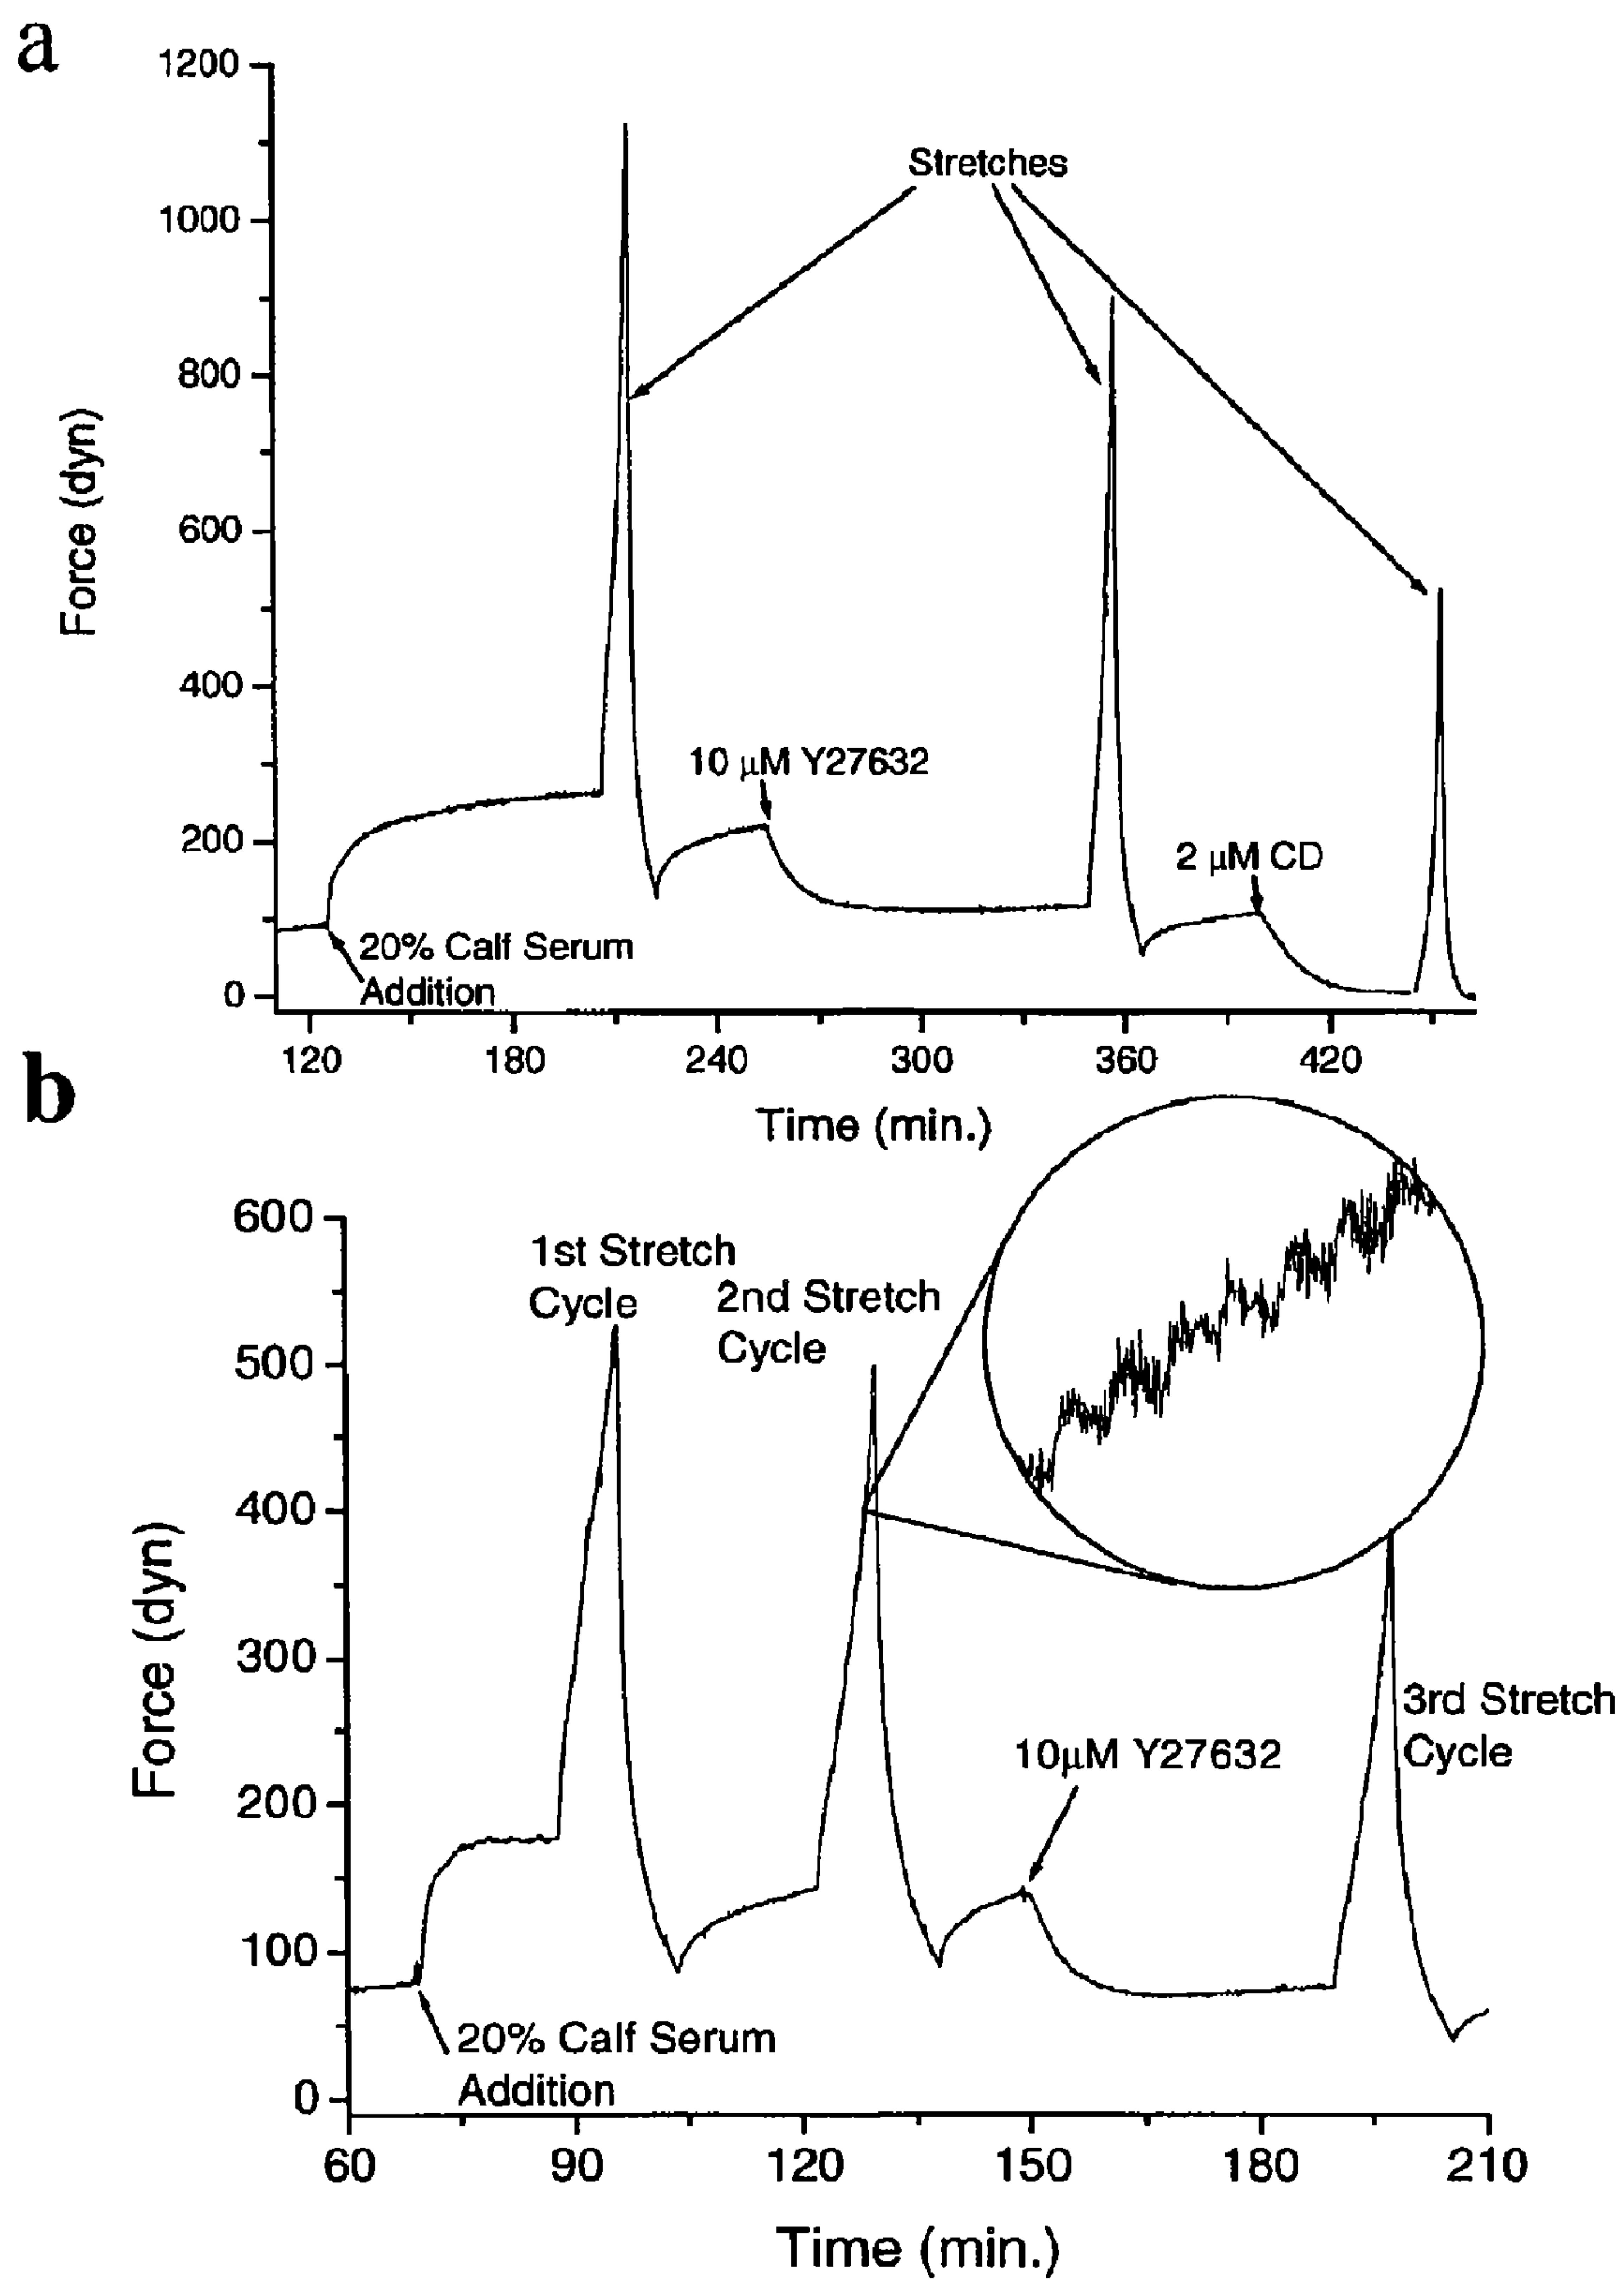 a
1200
1000
800
600
400
200
0
Force (dyn)
Stretches
10 μM Y27632
2 μM CD
20% Calf Serum
Addition
120
180
240
300
360
420
Time (min.)
b
600
500
400
300
200
100
0
Force (dyn)
1st Stretch
Cycle
2nd Stretch
Cycle
10μM Y27632
3rd Stretch
Cycle
20% Calf Serum
Addition
60
90
120
150
180
210
Time (min.)